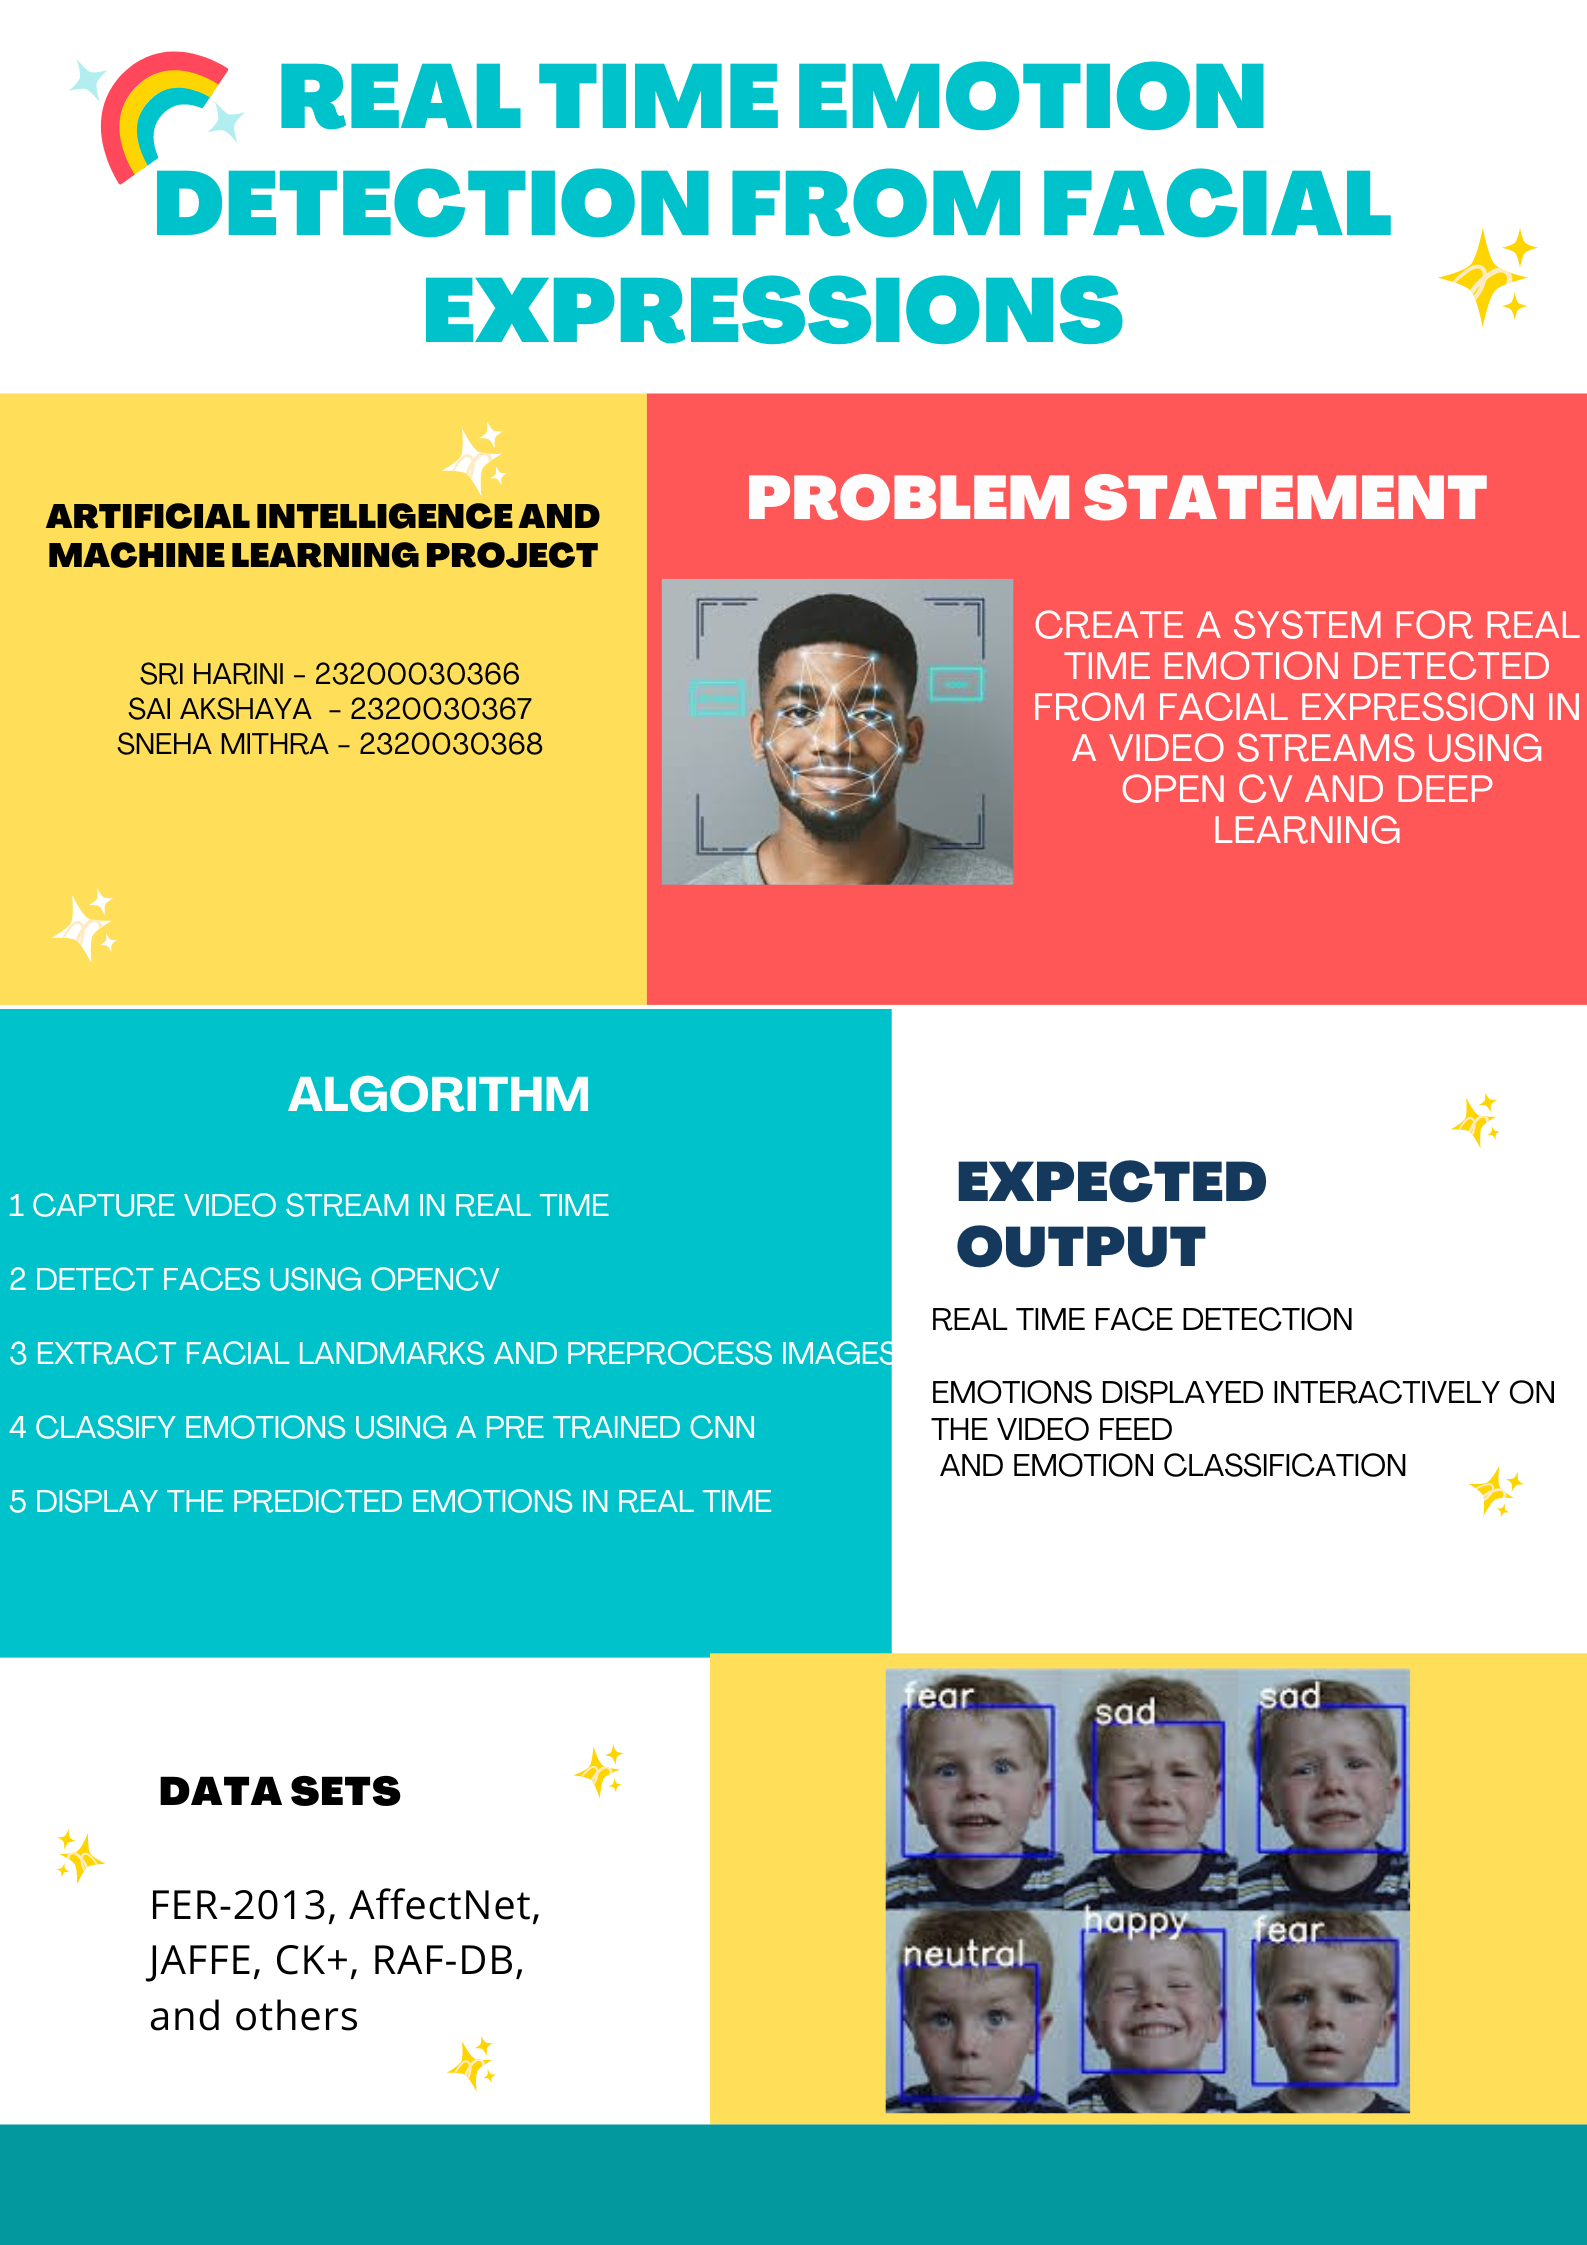 REAL TIME EMOTION
DETECTION FROM FACIAL
EXPRESSIONS
ARTIFICIAL INTELLIGENCE AND
MACHINE LEARNING PROJECT
SRI HARINI - 23200030366
SAI AKSHAYA - 2320030367
SNEHA MITHRA - 2320030368
PROBLEM STATEMENT
CREATE A SYSTEM FOR REAL
TIME EMOTION DETECTED
FROM FACIAL EXPRESSION IN
A VIDEO STREAMS USING
OPEN CV AND DEEP
LEARNING
ALGORITHM
1 CAPTURE VIDEO STREAM IN REAL TIME
2 DETECT FACES USING OPENCV
3 EXTRACT FACIAL LANDMARKS AND PREPROCESS IMAGES
4 CLASSIFY EMOTIONS USING A PRE TRAINED CNN
5 DISPLAY THE PREDICTED EMOTIONS IN REAL TIME
EXPECTED
OUTPUT
REAL TIME FACE DETECTION
EMOTIONS DISPLAYED INTERACTIVELY ON
THE VIDEO FEED
AND EMOTION CLASSIFICATION
DATA SETS
FER-2013, AffectNet,
JAFFE, CK+, RAF-DB,
and others
fear
sad
sad
neutral
happy
fear